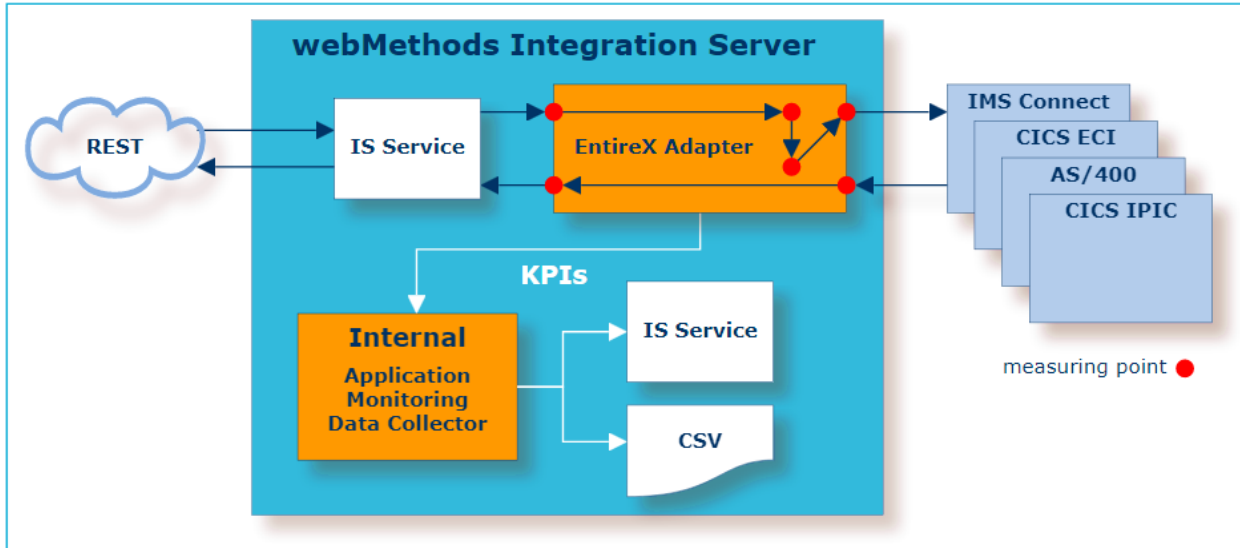 webMethods Integration Server
REST
IS Service
EntireX Adapter
IMS Connect
CICS ECI
AS/400
CICS IPIC
KPIs
Internal
Application
Monitoring
Data Collector
IS Service
CSV
measuring point